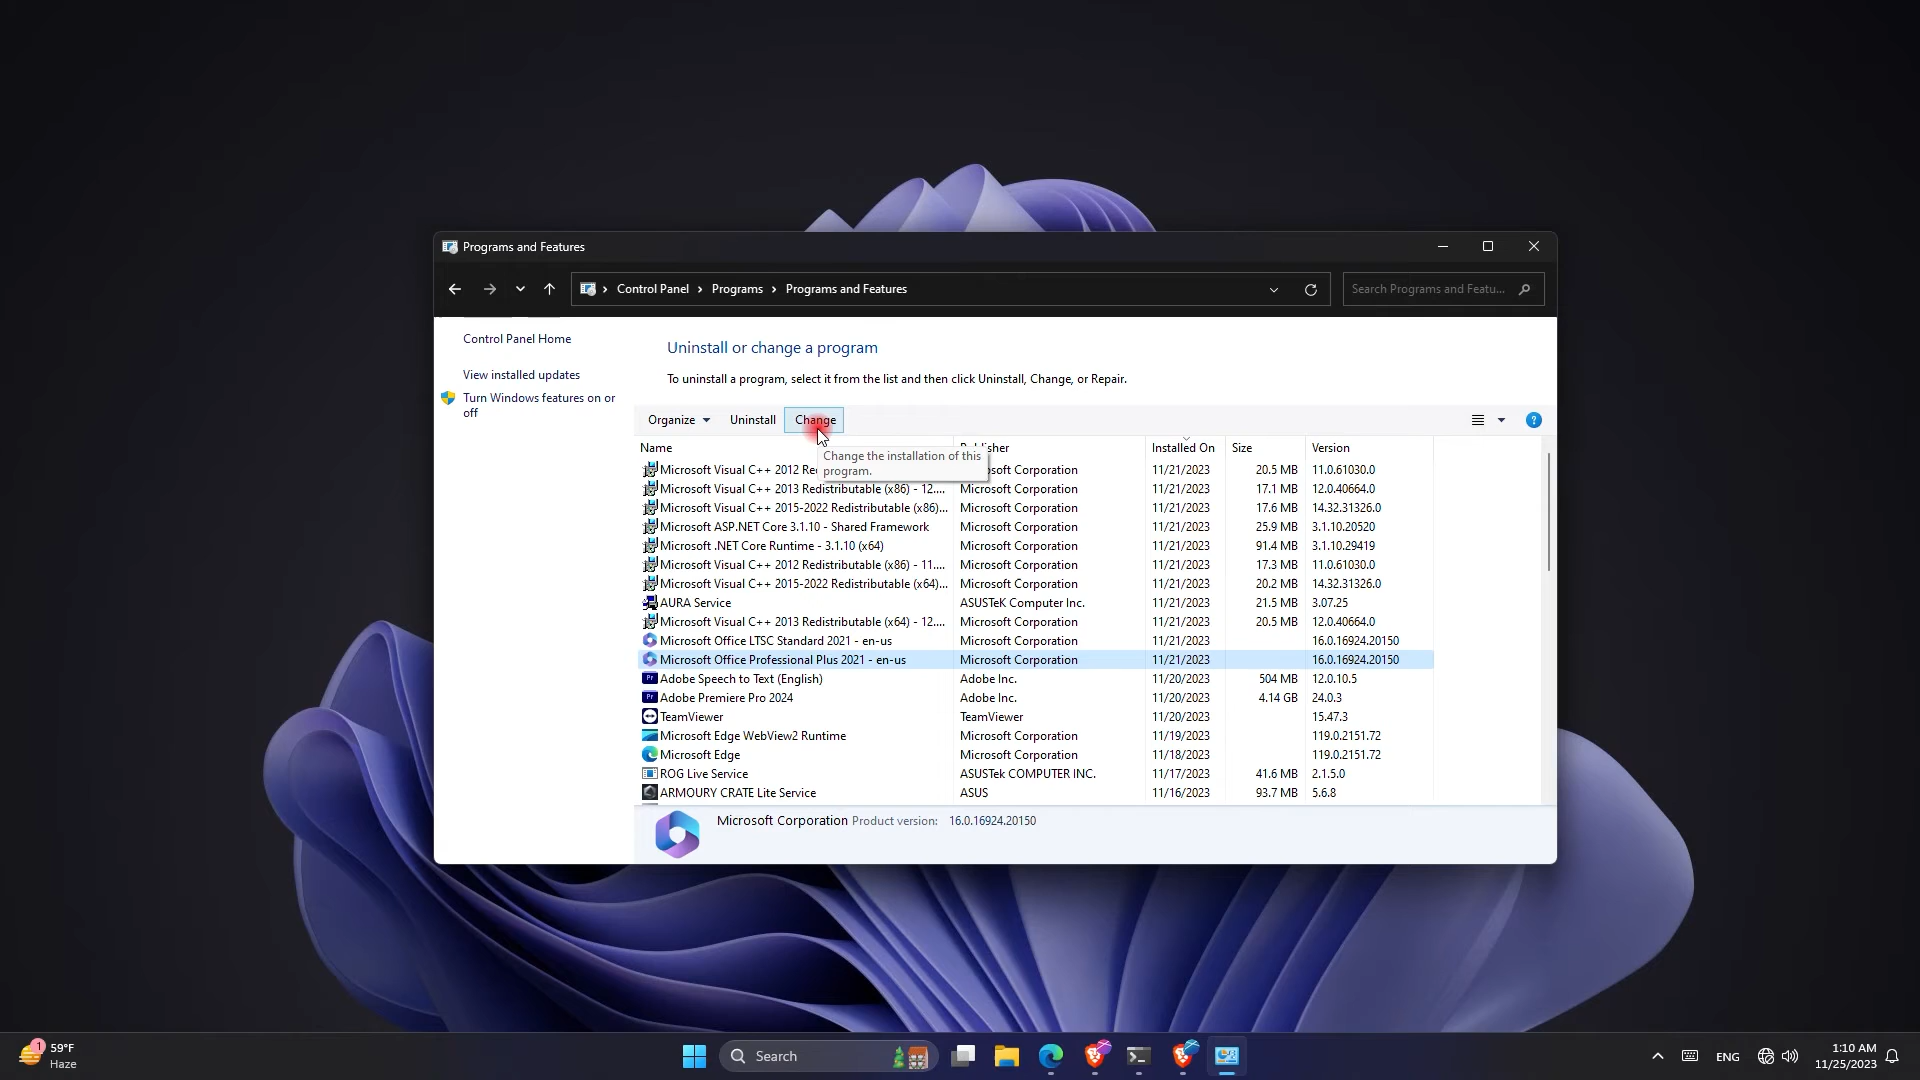 Programs and Features
Control Panel
Programs
Programs and Features
Search Programs and Featu...
Control Panel Home
View installed updates
Turn Windows features on or
off
Uninstall or change a program
To uninstall a program, select it from the list and then click Uninstall, Change, or Repair.
Organize Uninstall Change
Change the installation of this
program.
Name Installed On Size Version
Microsoft Visual C++ 2012 11/21/2023 20.5 MB 11.0.61030.0
Microsoft Visual C++ 2013 Redistributable (x86) - 12.... Microsoft Corporation 11/21/2023 17.1 MB 12.0.40664.0
Microsoft Visual C++ 2015-2022 Redistributable (x86)... Microsoft Corporation 11/21/2023 17.6 MB 14.32.31326.0
Microsoft ASP.NET Core 3.1.10 - Shared Framework Microsoft Corporation 11/21/2023 25.9 MB 3.1.10.20520
Microsoft .NET Core Runtime - 3.1.10 (x64) Microsoft Corporation 11/21/2023 91.4 MB 3.1.10.29419
Microsoft Visual C++ 2012 Redistributable (x86) - 11.... Microsoft Corporation 11/21/2023 17.3 MB 11.0.61030.0
Microsoft Visual C++ 2015-2022 Redistributable (x64)... Microsoft Corporation 11/21/2023 20.2 MB 14.32.31326.0
AURA Service ASUSTeK Computer Inc. 11/21/2023 21.5 MB 3.07.25
Microsoft Visual C++ 2013 Redistributable (x64) - 12.... Microsoft Corporation 11/21/2023 20.5 MB 12.0.40664.0
Microsoft Office LTSC Standard 2021 - en-us Microsoft Corporation 11/21/2023 16.0.16924.20150
Microsoft Office Professional Plus 2021 - en-us Microsoft Corporation 11/21/2023 16.0.16924.20150
Adobe Speech to Text (English) Adobe Inc. 11/20/2023 504 MB 12.0.10.5
Adobe Premiere Pro 2024 Adobe Inc. 11/20/2023 4.14 GB 24.0.3
TeamViewer TeamViewer 11/20/2023 15.47.3
Microsoft Edge WebView2 Runtime Microsoft Corporation 11/19/2023 119.0.2151.72
Microsoft Edge Microsoft Corporation 11/18/2023 119.0.2151.72
ROG Live Service ASUSTek COMPUTER INC. 11/17/2023 41.6 MB 2.1.5.0
ARMOURY CRATE Lite Service ASUS 11/16/2023 93.7 MB 5.6.8
Microsoft Corporation Product version: 16.0.16924.20150
1
59°F
Haze
Search
ENG
1:10 AM
11/25/2023